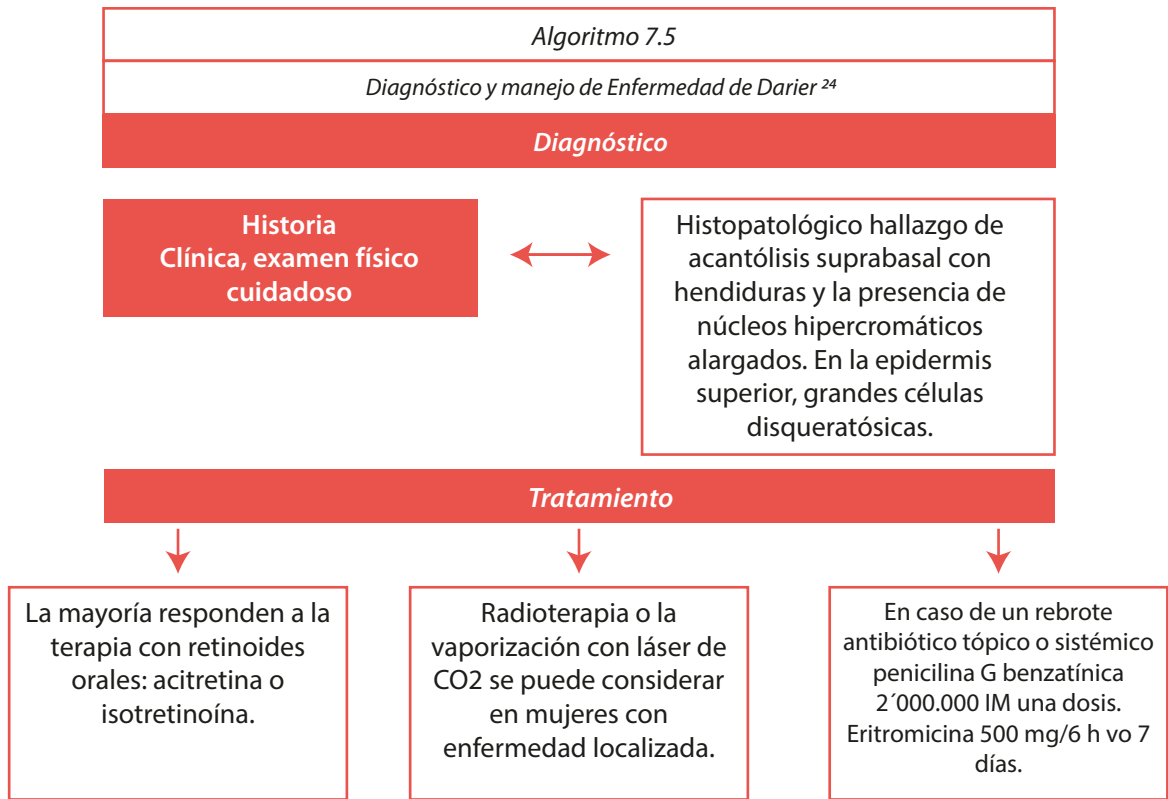 Algoritmo 7.5
Diagnóstico y manejo de Enfermedad de Darier ²⁴
Diagnóstico
Historia
Clínica, examen físico
cuidadoso
Histopatológico hallazgo de
acantólisis suprabasal con
hendiduras y la presencia de
núcleos hipercromáticos
alargados. En la epidermis
superior, grandes células
disqueratósicas.
Tratamiento
La mayoría responden a la
terapia con retinoides
orales: acitretina o
isotretinoína.
Radioterapia o la
vaporización con láser de
CO2 se puede considerar
en mujeres con
enfermedad localizada.
En caso de un rebrote
antibiótico tópico o sistémico
penicilina G benzatínica
2´000.000 IM una dosis.
Eritromicina 500 mg/6 h vo 7
días.